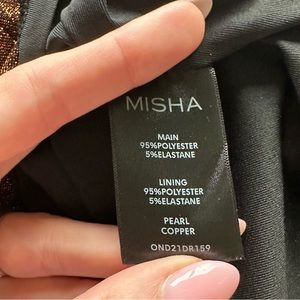 MISHA
MAIN
95%POLYESTER
5%ELASTANE
LINING
95%POLYESTER
5%ELASTANE
PEARL
COPPER
OND21DR159